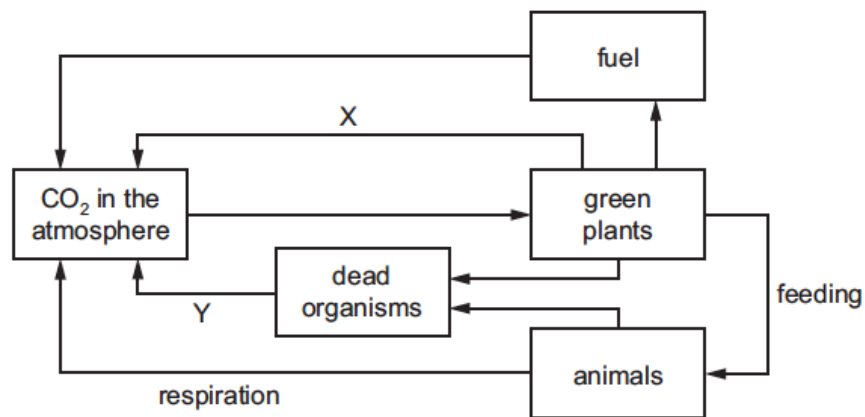 fuel
X
CO₂ in the
atmosphere
green
plants
dead
organisms
feeding
Y
animals
respiration